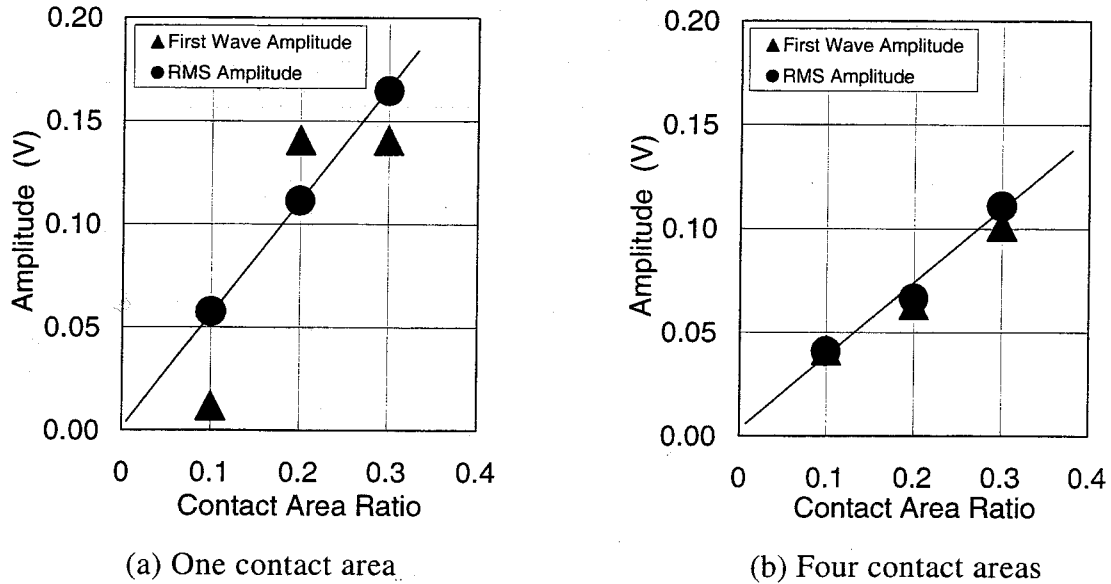 0.20
▲ First Wave Amplitude
● RMS Amplitude
0.15
0.10
0.05
0.00
Amplitude (V)
0 0.1 0.2 0.3 0.4
Contact Area Ratio
(a) One contact area
0.20
▲ First Wave Amplitude
● RMS Amplitude
0.15
0.10
0.05
0.00
Amplitude (V)
0 0.1 0.2 0.3 0.4
Contact Area Ratio
(b) Four contact areas